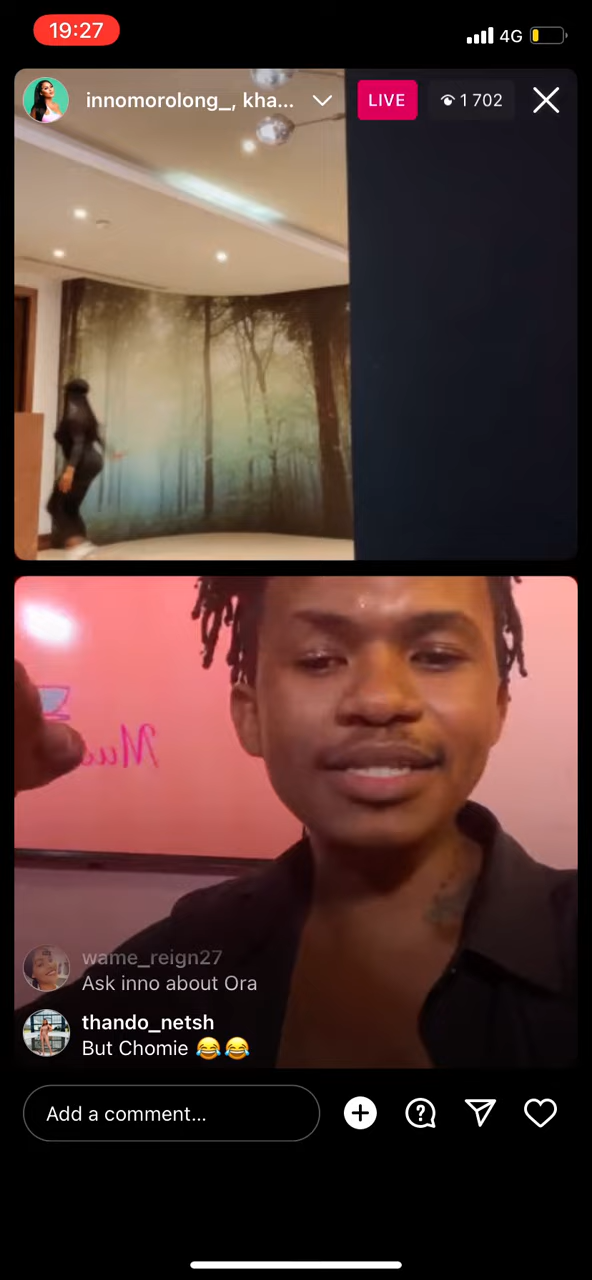 19:27
4G
innomorolong_, kha...
LIVE
1 702
wame_reign27
Ask inno about Ora
thando_netsh
But Chomie 😂😂
Add a comment...